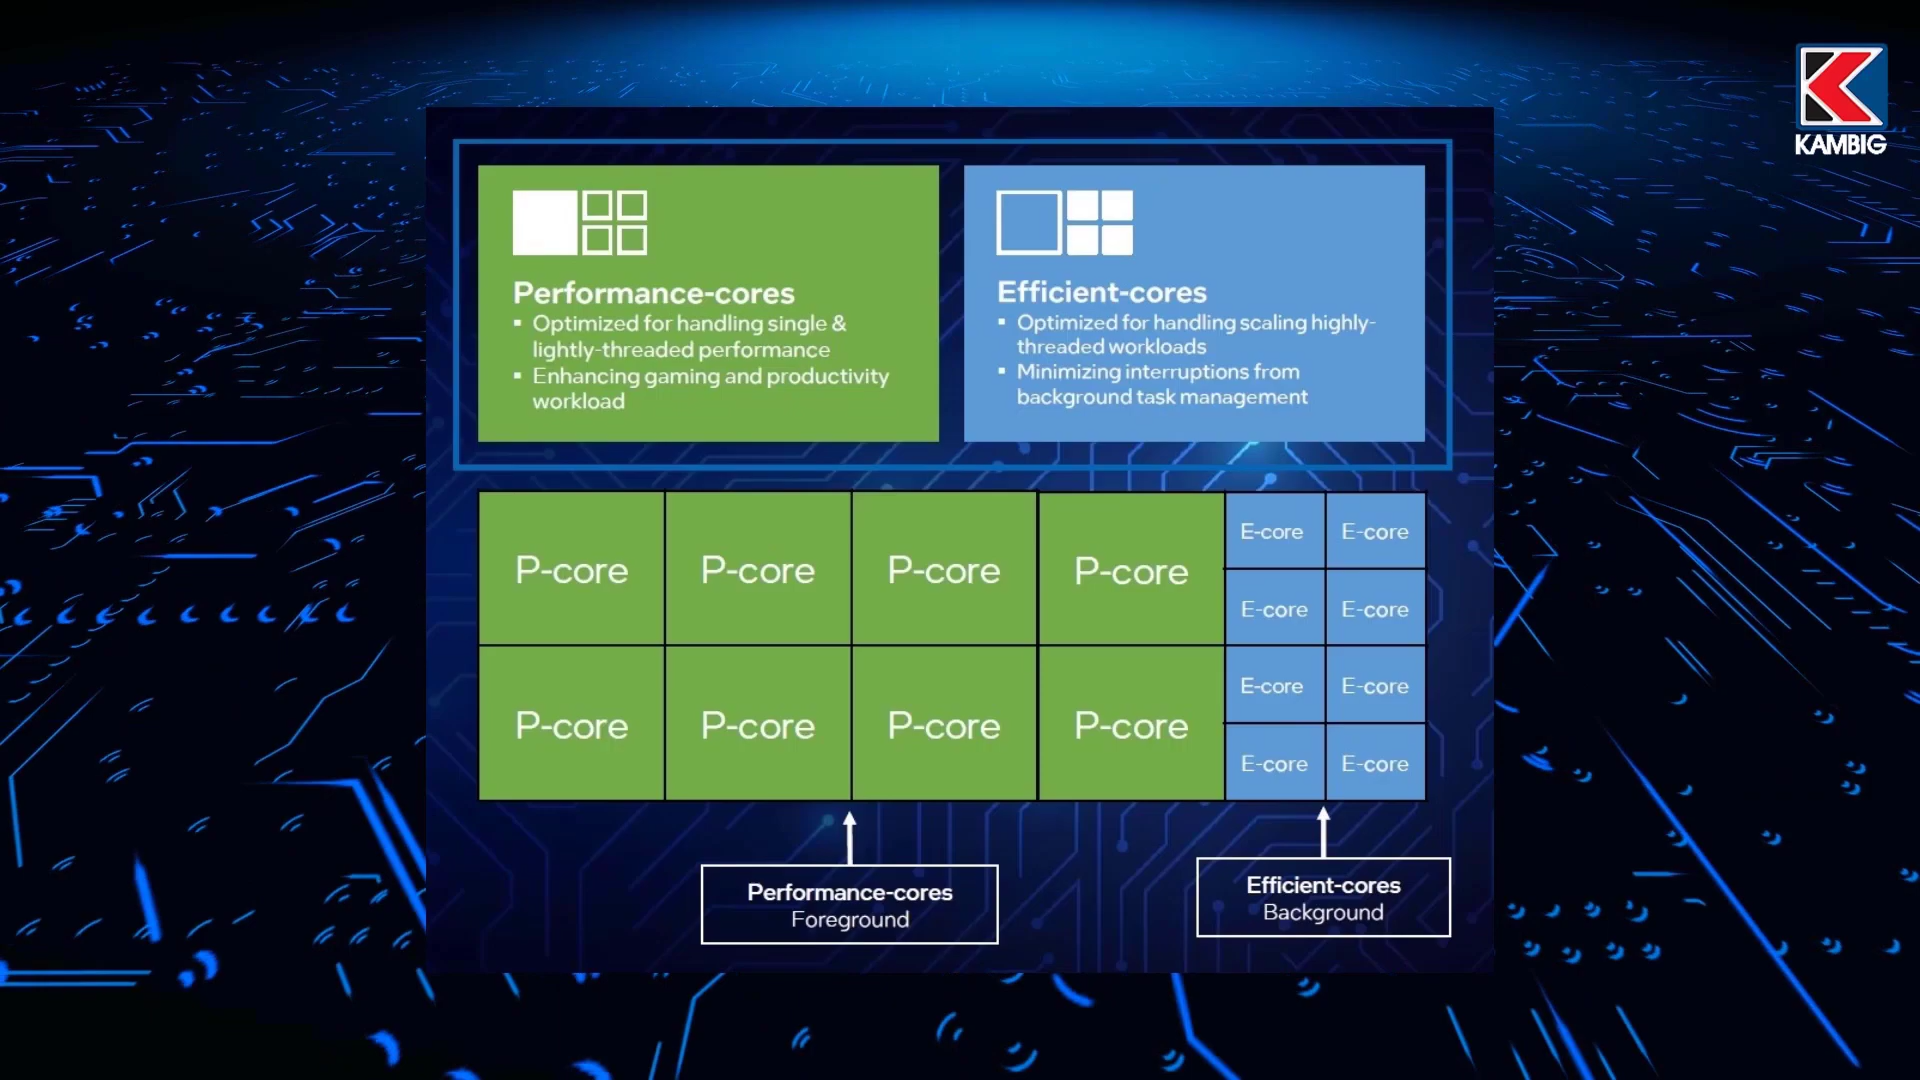 KAMBIG
Performance-cores
▪ Optimized for handling single &
lightly-threaded performance
▪ Enhancing gaming and productivity
workload
Efficient-cores
▪ Optimized for handling scaling highly-
threaded workloads
▪ Minimizing interruptions from
background task management
P-core P-core P-core P-core
E-core E-core
E-core E-core
P-core P-core P-core P-core
E-core E-core
E-core E-core
Performance-cores
Foreground
Efficient-cores
Background